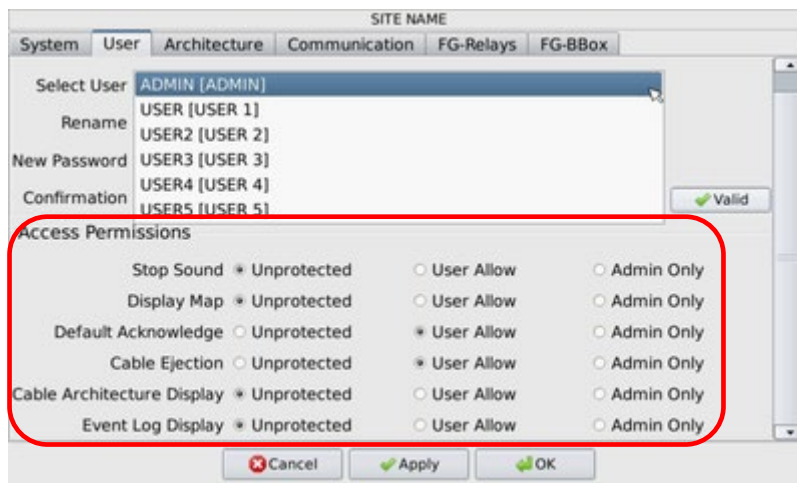 SITE NAME
System User Architecture Communication FG-Relays FG-BBox
Select User ADMIN [ADMIN]
USER [USER 1]
Rename
USER2 [USER 2]
New Password USER3 [USER 3]
USER4 [USER 4]
Confirmation
USER5 [USER 5]
Valid
Access Permissions
Stop Sound Unprotected User Allow Admin Only
Display Map Unprotected User Allow Admin Only
Default Acknowledge Unprotected User Allow Admin Only
Cable Ejection Unprotected User Allow Admin Only
Cable Architecture Display Unprotected User Allow Admin Only
Event Log Display Unprotected User Allow Admin Only
Cancel Apply OK